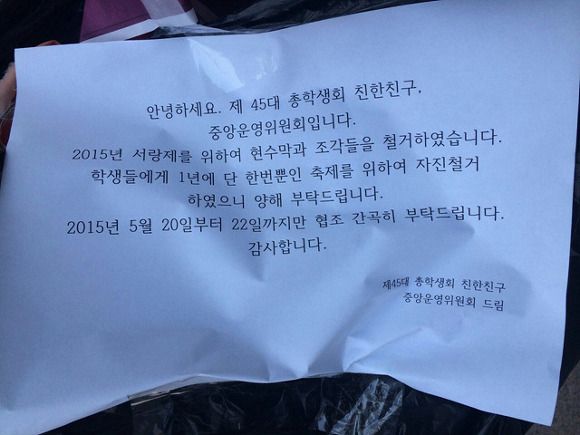 안녕하세요. 제 45대 총학생회 친한친구,
중앙운영위원회입니다.
2015년 서랑제를 위하여 현수막과 조각들을 철거하였습니다.
학생들에게 1년에 단 한번뿐인 축제를 위하여 자진철거
하였으니 양해 부탁드립니다.
2015년 5월 20일부터 22일까지만 협조 간곡히 부탁드립니다.
감사합니다.
제45대 총학생회 친한친구
중앙운영위원회 드림